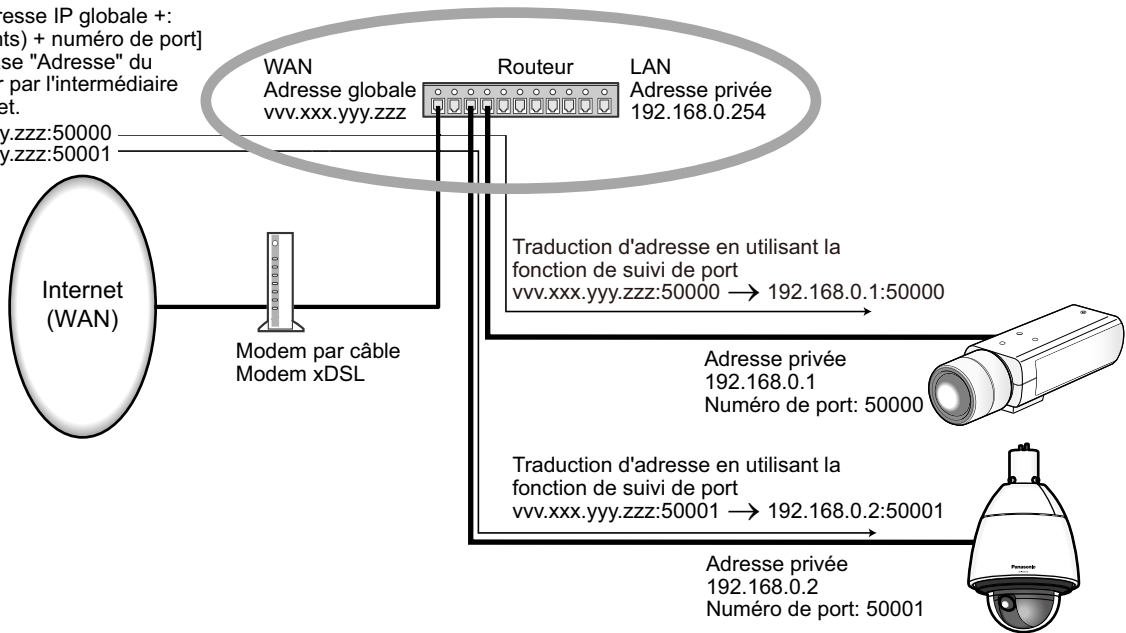 resse IP globale +:
nts) + numéro de port]
ase "Adresse" du
r par l'intermédiaire
et.
y.zzz:50000
y.zzz:50001
WAN
Adresse globale
vvv.xxx.yyy.zzz
Routeur
LAN
Adresse privée
192.168.0.254
Internet
(WAN)
Modem par câble
Modem xDSL
Traduction d'adresse en utilisant la
fonction de suivi de port
vvv.xxx.yyy.zzz:50000 → 192.168.0.1:50000
Adresse privée
192.168.0.1
Numéro de port: 50000
Traduction d'adresse en utilisant la
fonction de suivi de port
vvv.xxx.yyy.zzz:50001 → 192.168.0.2:50001
Panasonic
Adresse privée
192.168.0.2
Numéro de port: 50001